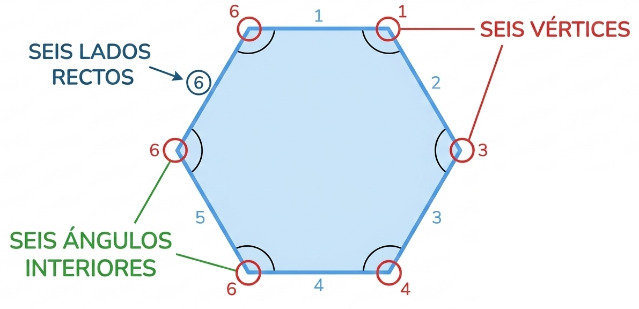 6
1
1
SEIS VÉRTICES
SEIS LADOS
RECTOS
6
2
6
3
5
3
SEIS ÁNGULOS
INTERIORES
6
4
4